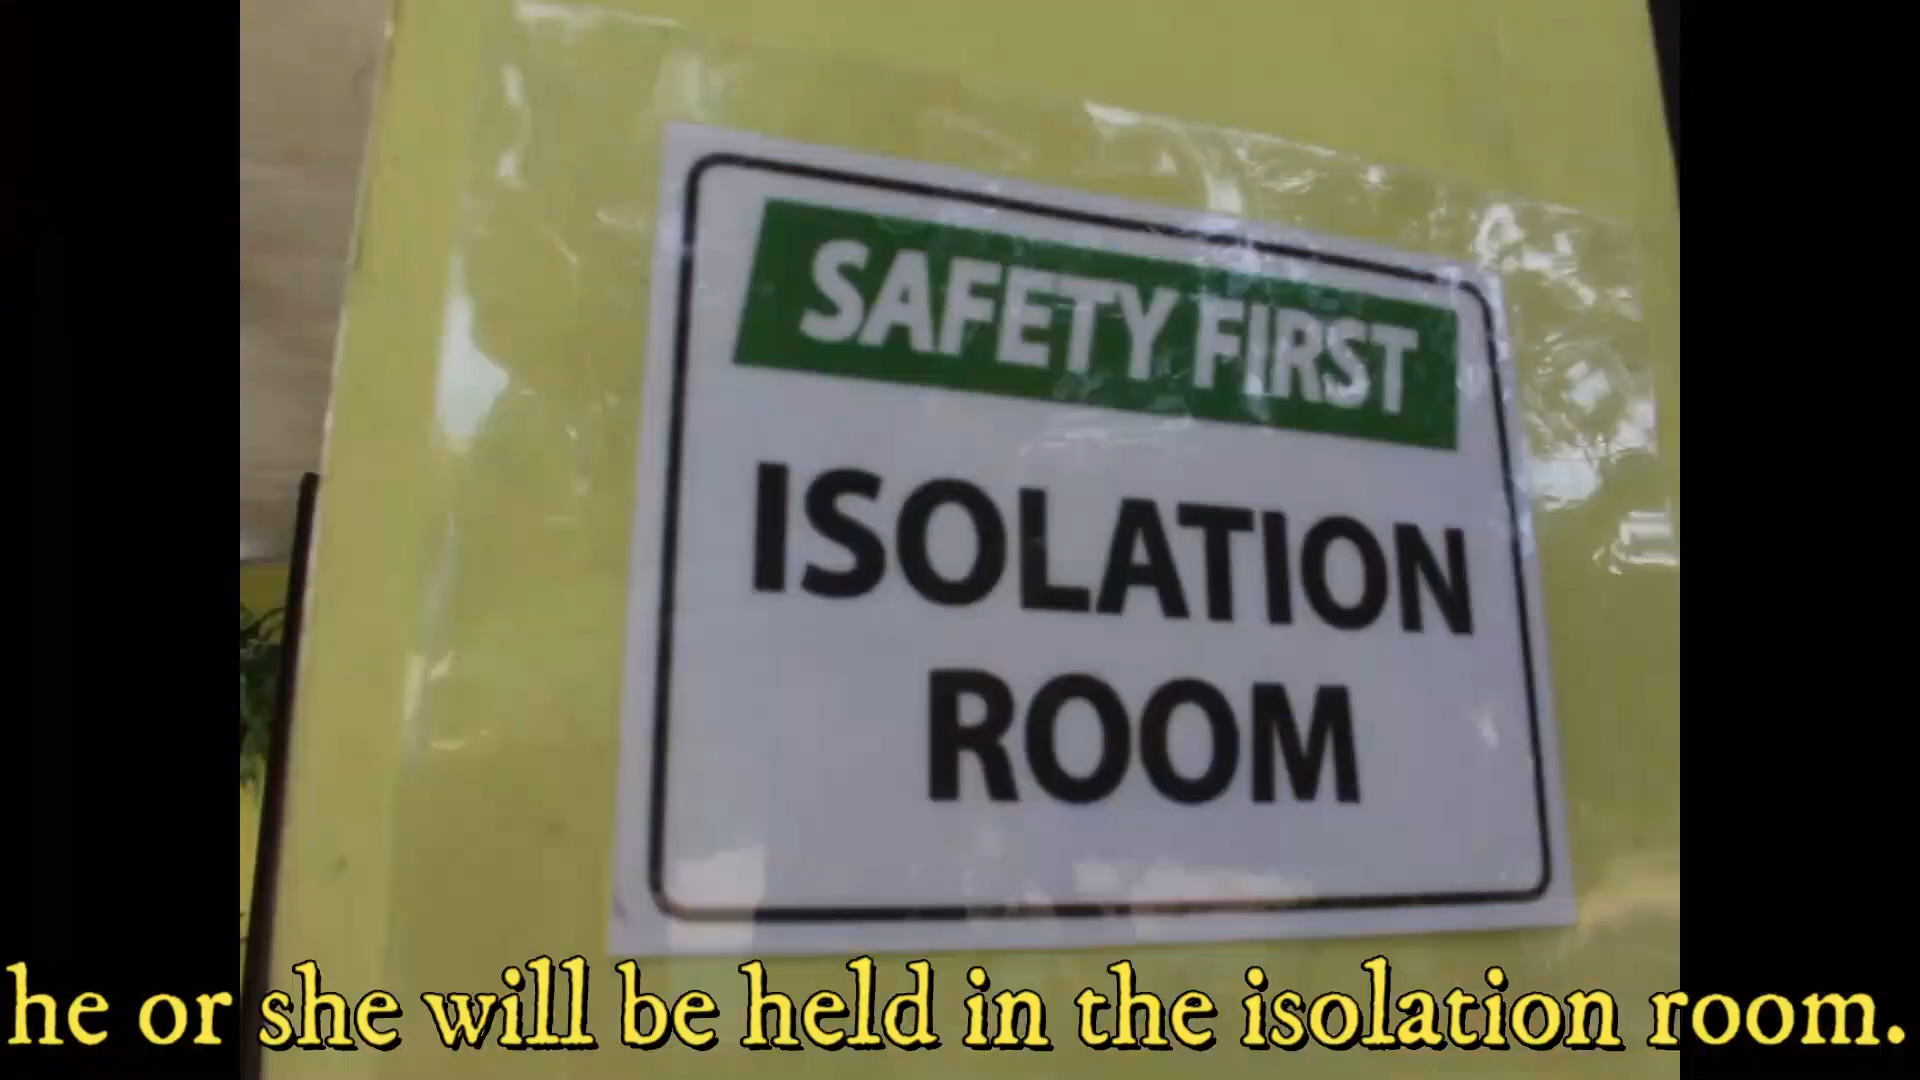 SAFETY FIRST
ISOLATION
ROOM
he or she will be held in the isolation room.